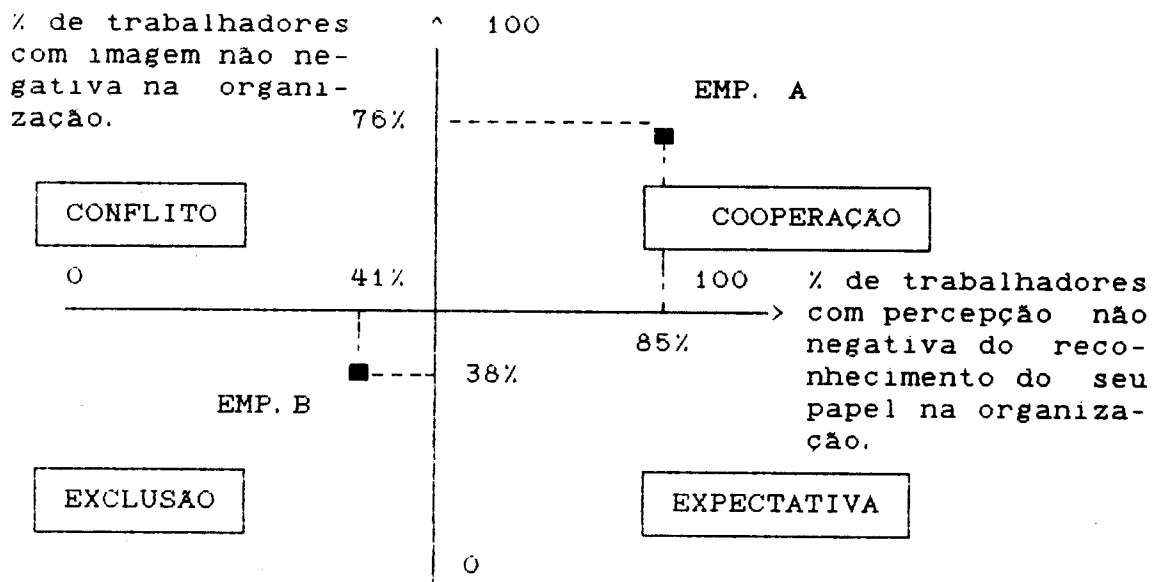 % de trabalhadores
com imagem não ne-
gativa na organi-
zação.
100
EMP. A
76%
CONFLITO
COOPERAÇÃO
0
41%
100
% de trabalhadores
com percepção não
negativa do reco-
nhecimento do seu
papel na organiza-
ção.
85%
38%
EMP. B
EXCLUSÃO
EXPECTATIVA
0